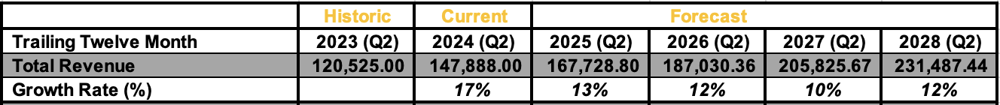 Historic Current Forecast
Trailing Twelve Month 2023 (Q2) 2024 (Q2) 2025 (Q2) 2026 (Q2) 2027 (Q2) 2028 (Q2)
Total Revenue 120,525.00 147,888.00 167,728.80 187,030.36 205,825.67 231,487.44
Growth Rate (%) 17% 13% 12% 10% 12%